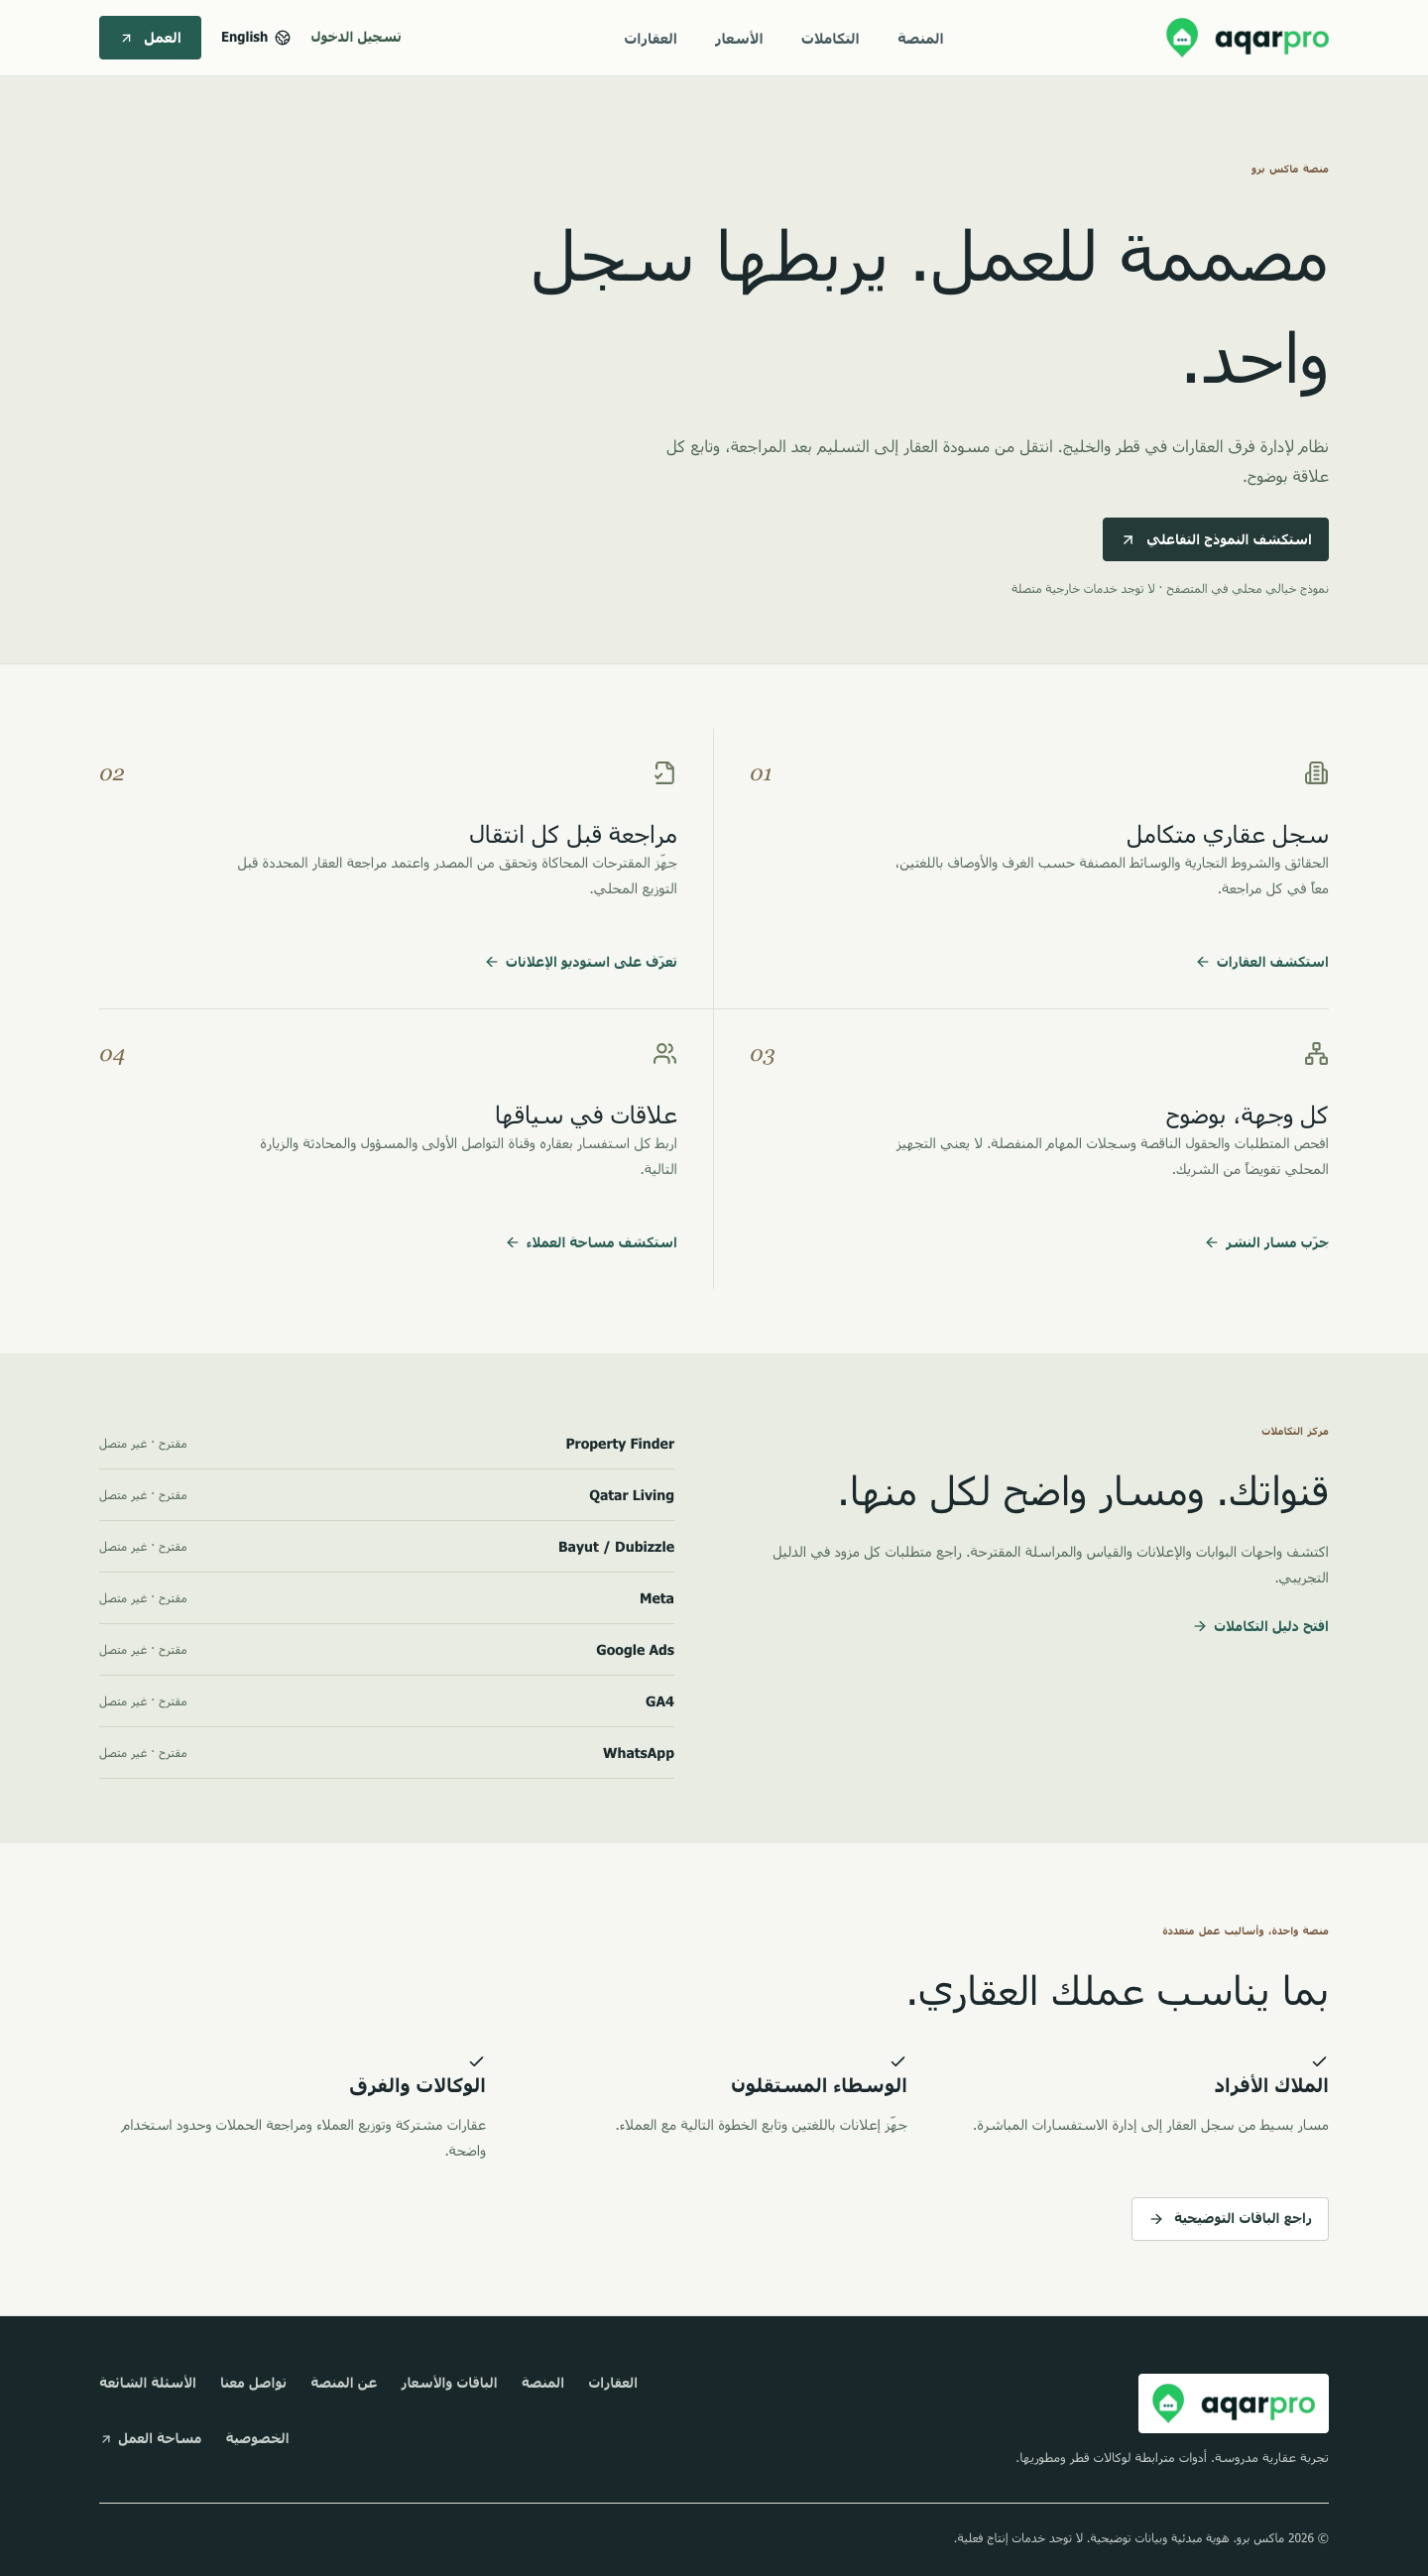 aqarpro
المنصة
التكاملات
الأسعار
العقارات
تسجيل الدخول
English
العمل
منصة ماكس برو
مصممة للعمل. يربطها سجل
واحد.
نظام لإدارة فرق العقارات في قطر والخليج. انتقل من مسودة العقار إلى التسليم بعد المراجعة، وتابع كل
علاقة بوضوح.
استكشف النموذج التفاعلي
نموذج خيالي محلي في المتصفح · لا توجد خدمات خارجية متصلة
01
سجل عقاري متكامل
الحقائق والشروط التجارية والوسائط المصنفة حسب الغرف والأوصاف باللغتين،
معاً في كل مراجعة.
استكشف العقارات
02
مراجعة قبل كل انتقال
جهّز المقترحات المحاكاة وتحقق من المصدر واعتمد مراجعة العقار المحددة قبل
التوزيع المحلي.
تعرّف على استوديو الإعلانات
03
كل وجهة، بوضوح
افحص المتطلبات والحقول الناقصة وسجلات المهام المنفصلة. لا يعني التجهيز
المحلي تفويضاً من الشريك.
جرّب مسار النشر
04
علاقات في سياقها
اربط كل استفسار بعقاره وقناة التواصل الأولى والمسؤول والمحادثة والزيارة
التالية.
استكشف مساحة العملاء
مركز التكاملات
قنواتك. ومسار واضح لكل منها.
اكتشف واجهات البوابات والإعلانات والقياس والمراسلة المقترحة. راجع متطلبات كل مزود في الدليل
التجريبي.
افتح دليل التكاملات
Property Finder
مقترح · غير متصل
Qatar Living
مقترح · غير متصل
Bayut / Dubizzle
مقترح · غير متصل
Meta
مقترح · غير متصل
Google Ads
مقترح · غير متصل
GA4
مقترح · غير متصل
WhatsApp
مقترح · غير متصل
منصة واحدة، وأساليب عمل متعددة
بما يناسب عملك العقاري.
الملاك الأفراد
مسار بسيط من سجل العقار إلى إدارة الاستفسارات المباشرة.
الوسطاء المستقلون
جهّز إعلانات باللغتين وتابع الخطوة التالية مع العملاء.
الوكالات والفرق
عقارات مشتركة وتوزيع العملاء ومراجعة الحملات وحدود استخدام
واضحة.
راجع الباقات التوضيحية
aqarpro
تجربة عقارية مدروسة. أدوات مترابطة لوكالات قطر ومطوريها.
العقارات
المنصة
الباقات والأسعار
عن المنصة
تواصل معنا
الأسئلة الشائعة
الخصوصية
مساحة العمل
© 2026 ماكس برو. هوية مبدئية وبيانات توضيحية. لا توجد خدمات إنتاج فعلية.